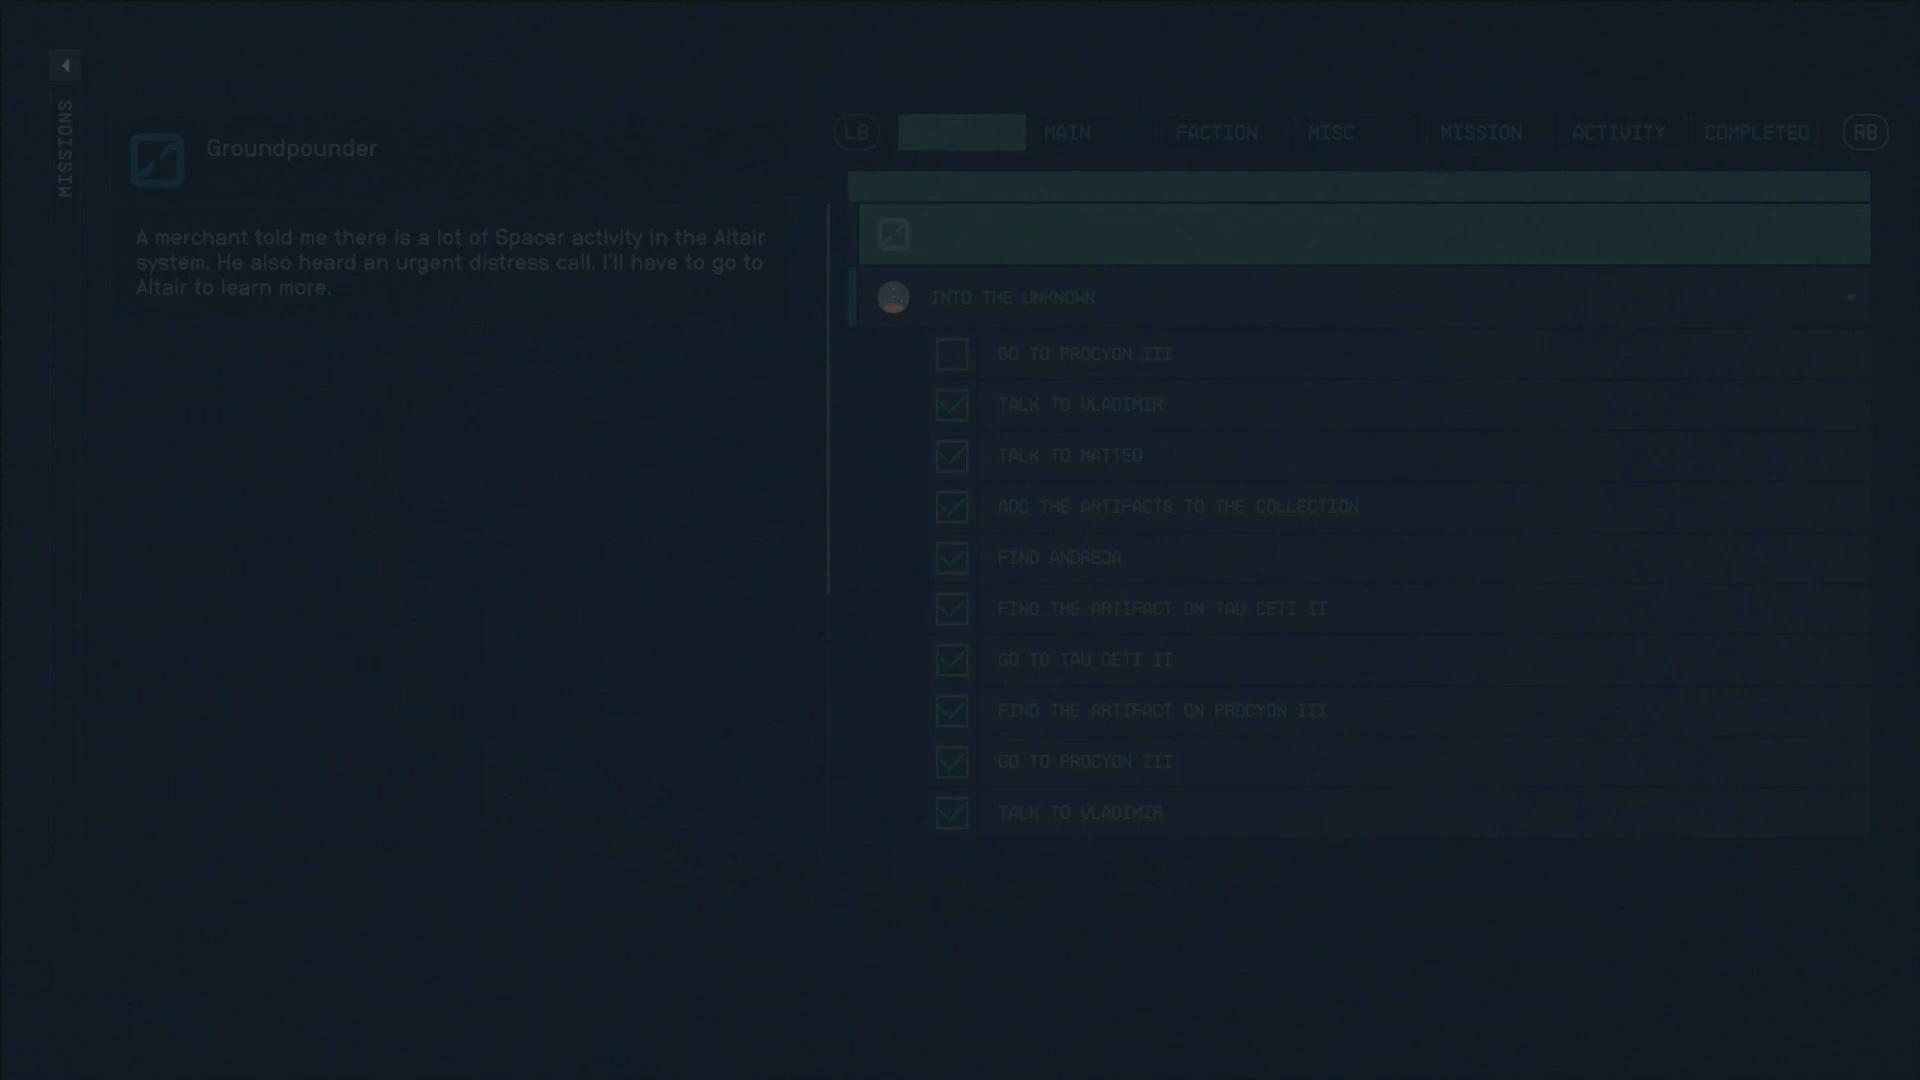 MISSIONS
Groundpounder
A merchant told me there is a lot of Spacer activity in the Altair
system. He also heard an urgent distress call. I'll have to go to
Altair to learn more.
LB
MAIN
FACTION
MISC
MISSION
ACTIVITY
COMPLETED
RB
INTO THE UNKNOWN
GO TO PROCYON III
TALK TO VLADIMIR
TALK TO MATTEO
ADD THE ARTIFACTS TO THE COLLECTION
FIND ANDREJA
FIND THE ARTIFACT ON TAU CETI II
GO TO TAU CETI II
FIND THE ARTIFACT ON PROCYON III
GO TO PROCYON III
TALK TO VLADIMIR